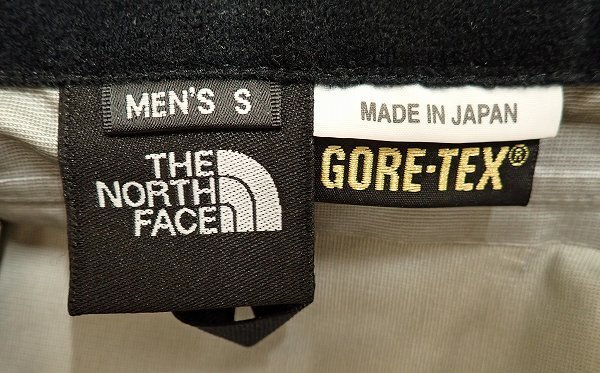 MEN'S S
THE
NORTH
FACE
MADE IN JAPAN
GORE-TEX®